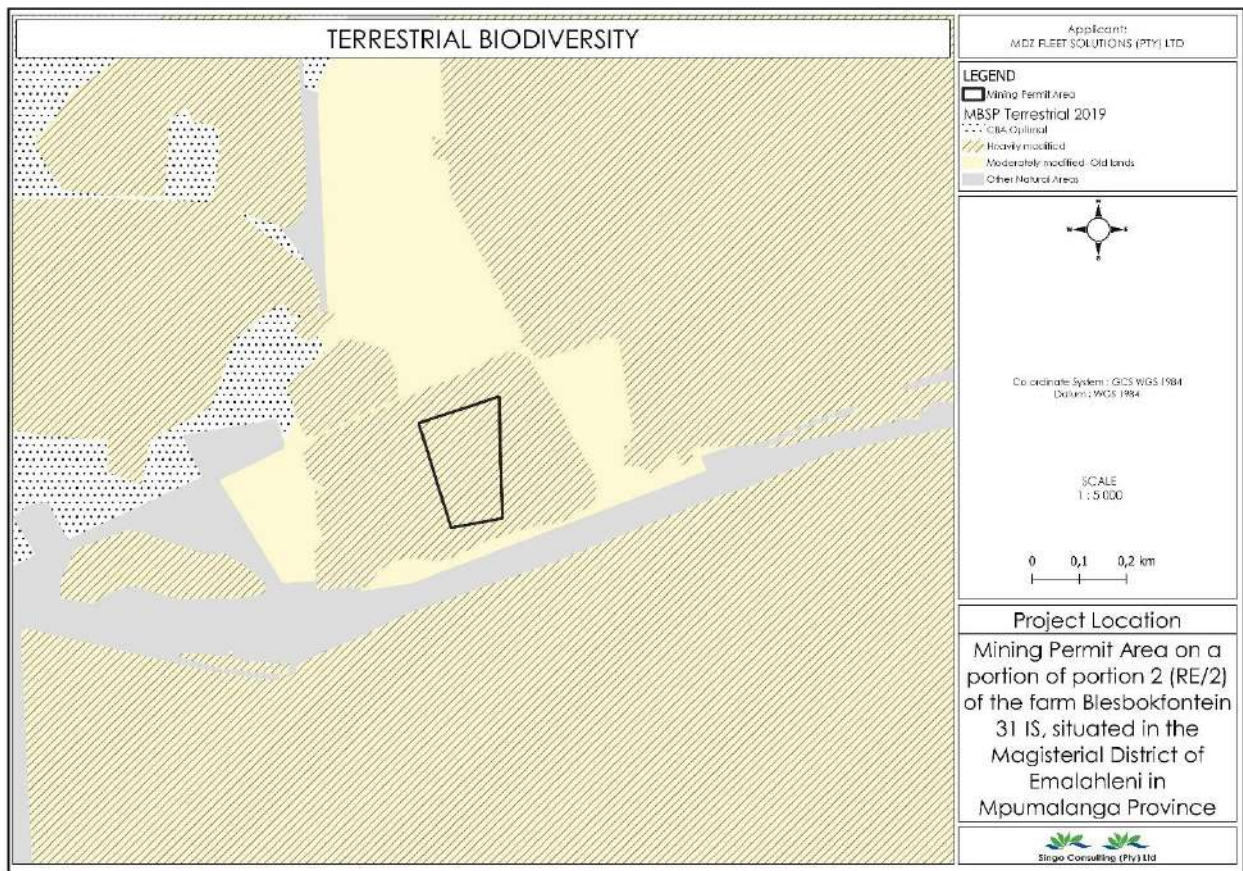 TERRESTRIAL BIODIVERSITY
Applicant:
MDZ FLEET SOLUTIONS (PTY) LTD
LEGEND
Mining Permit Area
MBSP Terrestrial 2019
CBA Optimal
Heavily modified
Moderately modified- Old lands
Other Natural Areas
N
W E
S
Co ordinate System : GCS WGS 1984
Datum : WGS 1984
SCALE
1 : 5 000
0 0,1 0,2 km
Project Location
Mining Permit Area on a
portion of portion 2 (RE/2)
of the farm Blesbokfontein
31 IS, situated in the
Magisterial District of
Emalahleni in
Mpumalanga Province
Singo Consulting (Pty) Ltd